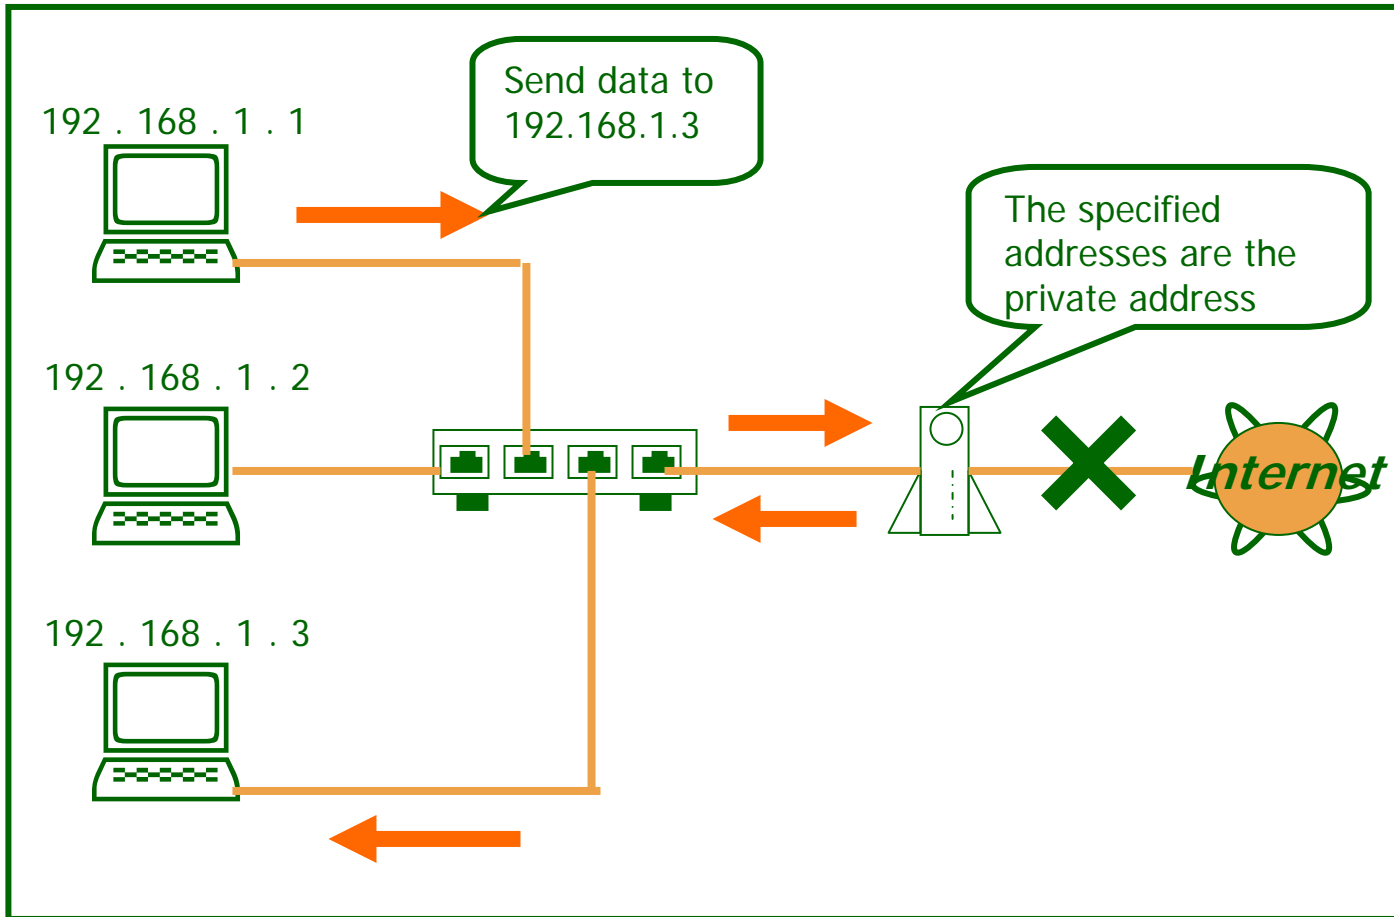 Send data to
192.168.1.3
192 . 168 . 1 . 1
The specified
addresses are the
private address
192 . 168 . 1 . 2
Internet
192 . 168 . 1 . 3